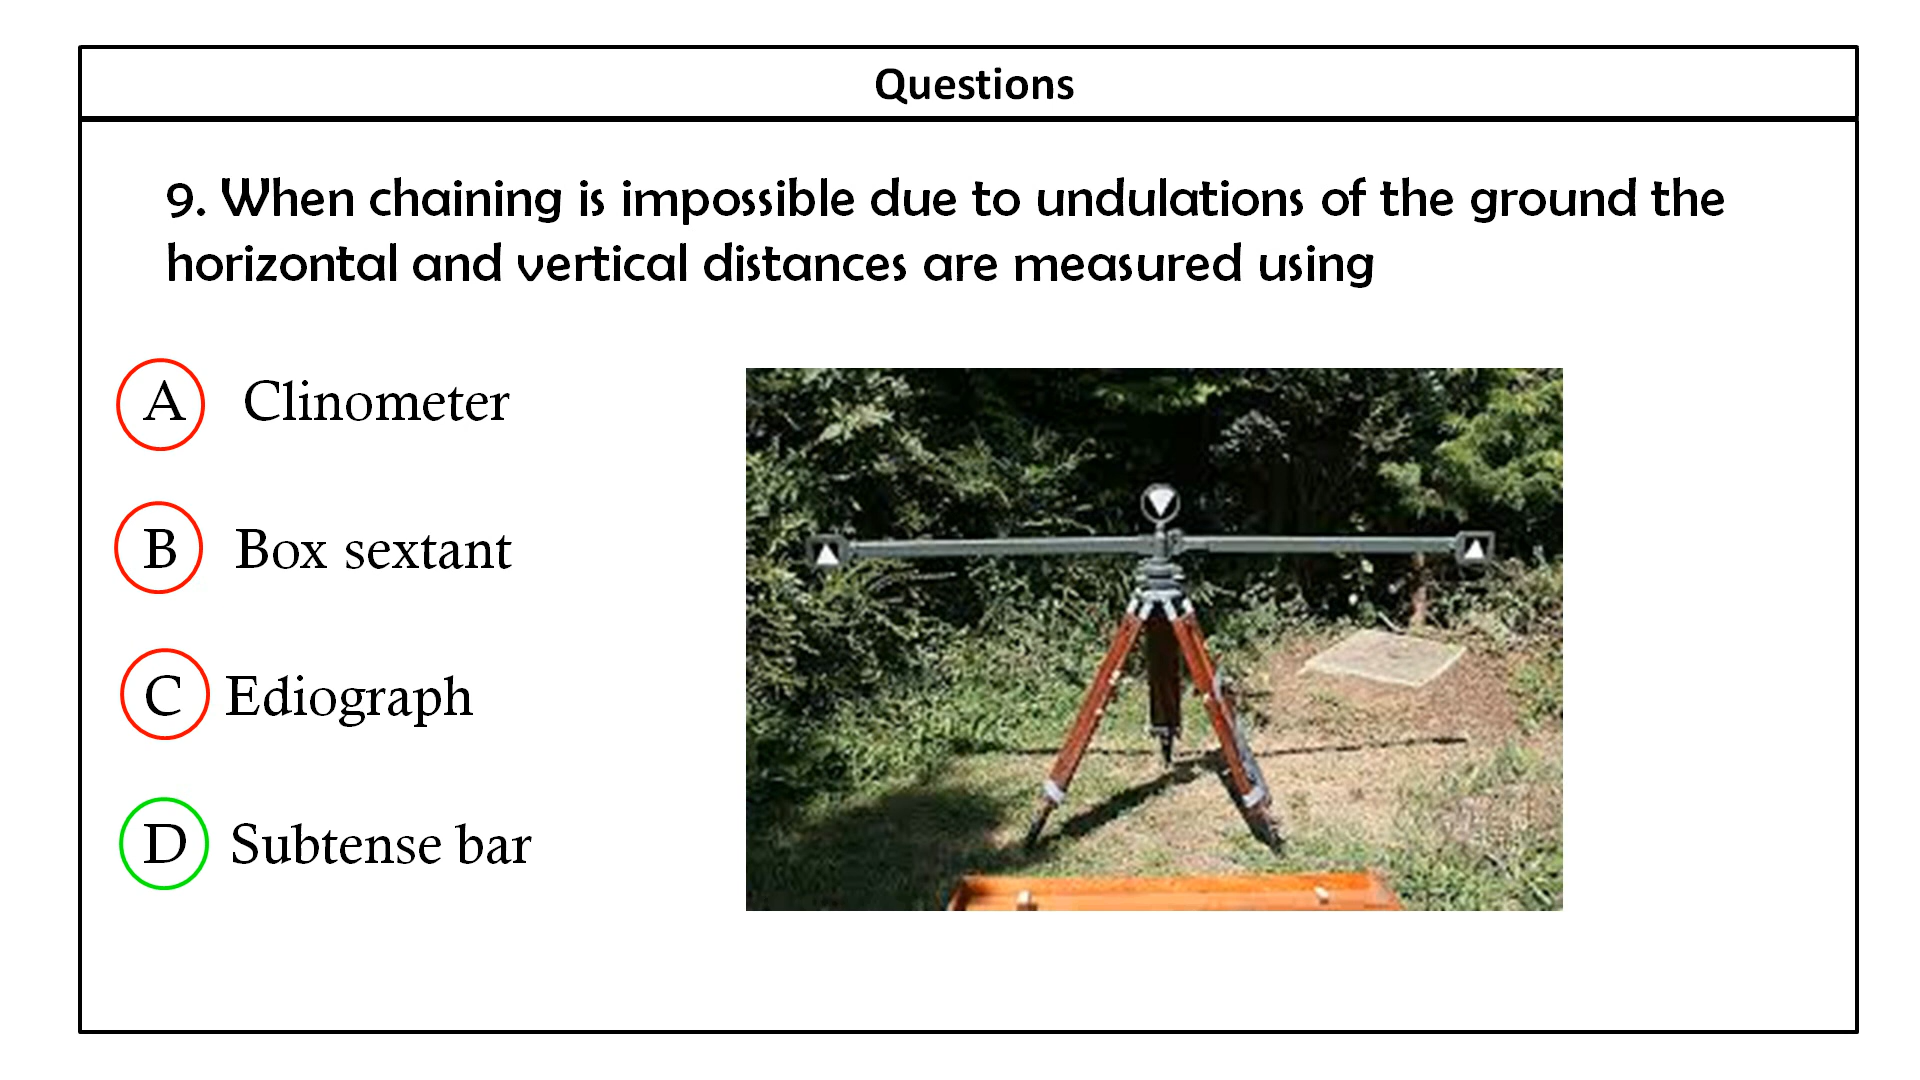 Questions
9. When chaining is impossible due to undulations of the ground the
horizontal and vertical distances are measured using
A Clinometer
B Box sextant
C Ediograph
D Subtense bar